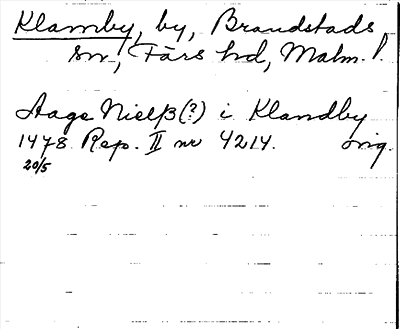 Klamby, by, Brandstads
sn, Färs hd, Malm. l.
Aage Nielß(?) i Klandby
1478 Rep. II nr 4214. orig.
20/5